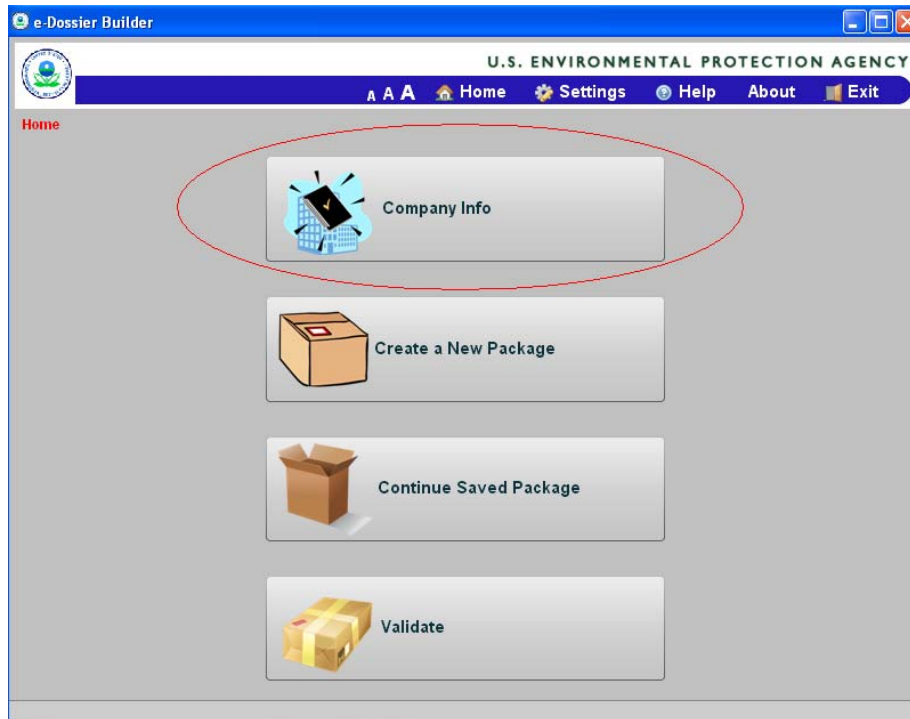 e-Dossier Builder
U.S. ENVIRONMENTAL PROTECTION AGENCY
A A A Home Settings Help About Exit
Home
Company Info
Create a New Package
Continue Saved Package
Validate